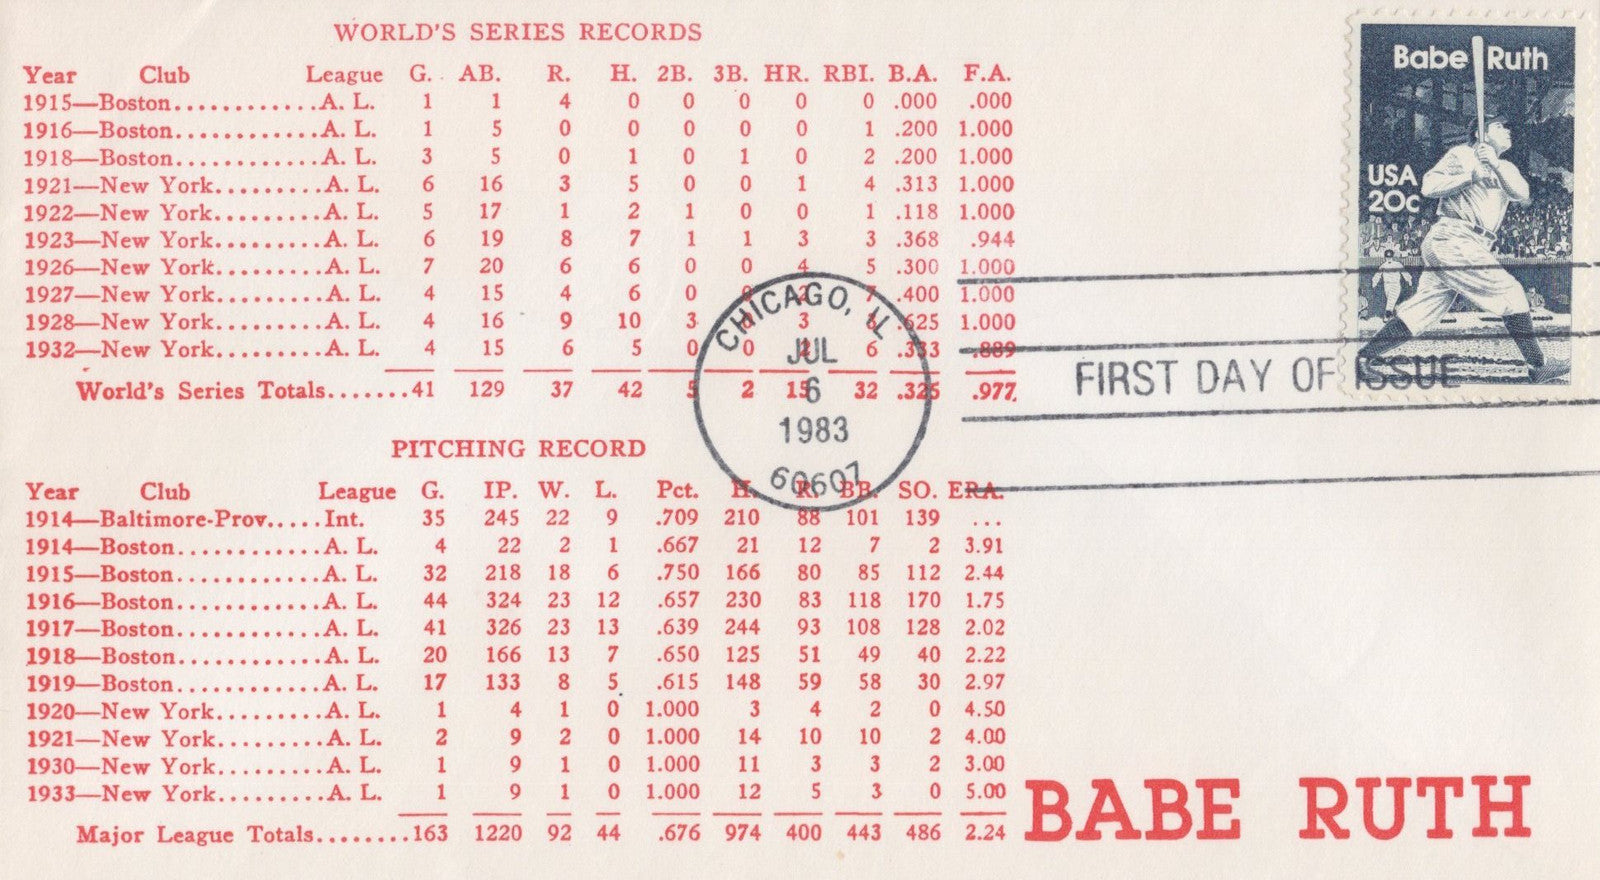 WORLD'S SERIES RECORDS
Year Club League G. AB. R. H. 2B. 3B. HR. RBI. B.A. F.A.
1915—Boston............A. L. 1 1 4 0 0 0 0 0 .000 .000
1916—Boston............A. L. 1 5 0 0 0 0 0 1 .200 1.000
1918—Boston............A. L. 3 5 0 1 0 1 0 2 .200 1.000
1921—New York.........A. L. 6 16 3 5 0 0 1 4 .313 1.000
1922—New York.........A. L. 5 17 1 2 1 0 0 1 .118 1.000
1923—New York.........A. L. 6 19 8 7 1 1 3 3 .368 .944
1926—New York.........A. L. 7 20 6 6 0 0 4 5 .300 1.000
1927—New York.........A. L. 4 15 4 6 0 0 2 7 .400 1.000
1928—New York.........A. L. 4 16 9 10 3 0 3 .625 1.000
1932—New York.........A. L. 4 15 6 5 0 0 2 6 .333 .889
World's Series Totals.......41 129 37 42 5 2 15 32 .325 .977
PITCHING RECORD
Year Club League G. IP. W. L. Pct. H. R. BB. SO. ERA.
1914—Baltimore-Prov.....Int. 35 245 22 9 .709 210 88 101 139 ...
1914—Boston............A. L. 4 22 2 1 .667 21 12 7 2 3.91
1915—Boston............A. L. 32 218 18 6 .750 166 80 85 112 2.44
1916—Boston............A. L. 44 324 23 12 .657 230 83 118 170 1.75
1917—Boston............A. L. 41 326 23 13 .639 244 93 108 128 2.02
1918—Boston............A. L. 20 166 13 7 .650 125 51 49 40 2.22
1919—Boston............A. L. 17 133 8 5 .615 148 59 58 30 2.97
1920—New York.........A. L. 1 4 1 0 1.000 3 4 2 0 4.50
1921—New York.........A. L. 2 9 2 0 1.000 14 10 10 2 4.00
1930—New York.........A. L. 1 9 1 0 1.000 11 3 3 2 3.00
1933—New York.........A. L. 1 9 1 0 1.000 12 5 3 0 5.00
Major League Totals........163 1220 92 44 .676 974 400 443 486 2.24
CHICAGO, IL
JUL
6
1983
60607
Babe Ruth
USA
20c
FIRST DAY OF ISSUE
BABE RUTH